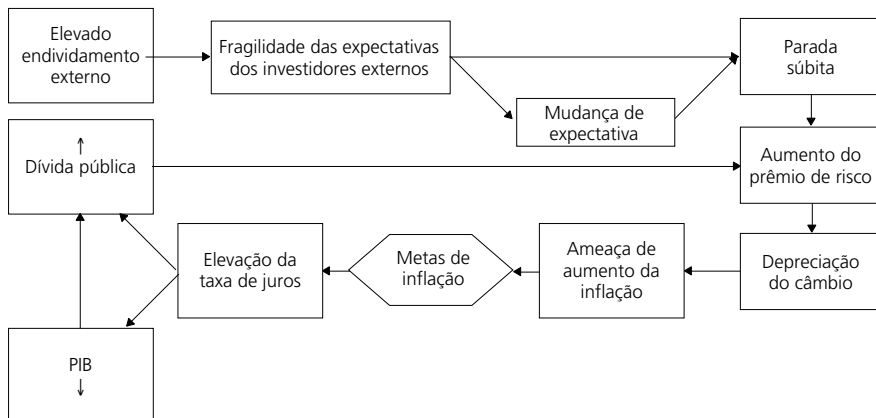 Elevado
endividamento
externo
Fragilidade das expectativas
dos investidores externos
Parada
súbita
Mudança de
expectativa
↑
Dívida pública
Aumento do
prêmio de risco
Elevação da
taxa de juros
Metas de
inflação
Ameaça de
aumento da
inflação
Depreciação
do câmbio
PIB
↓